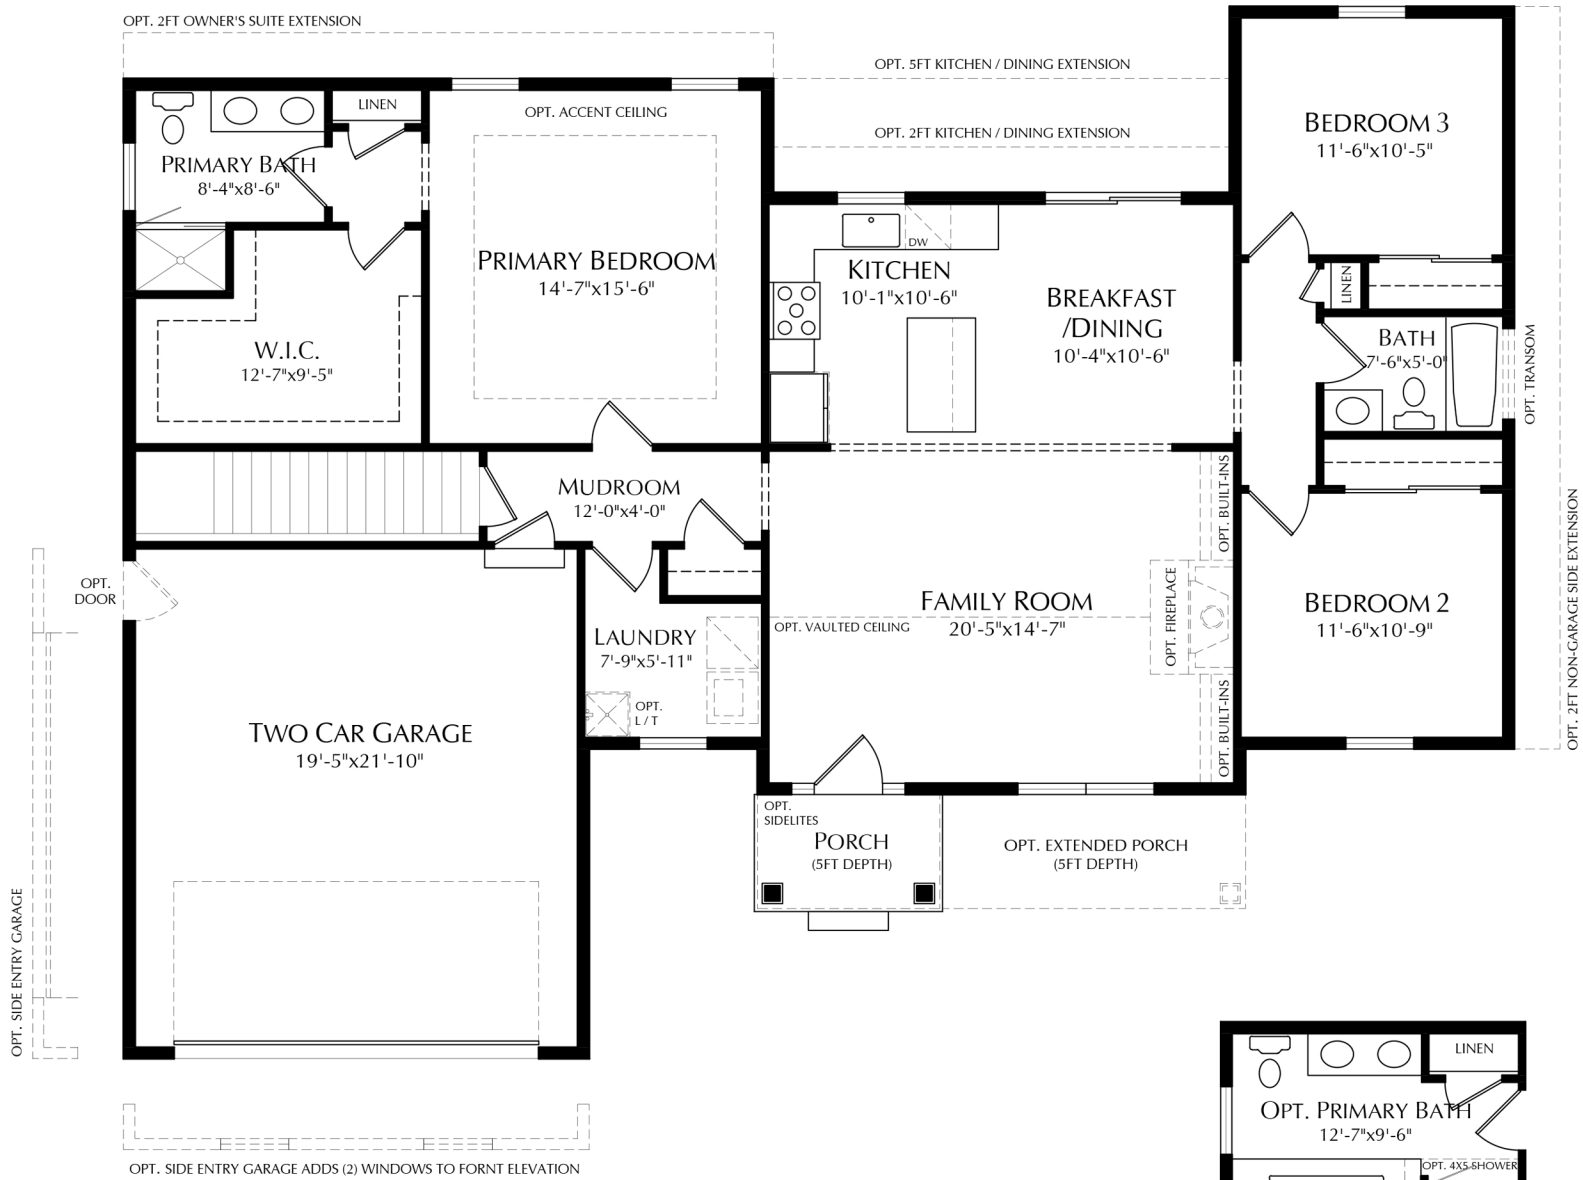 OPT. 2FT OWNER'S SUITE EXTENSION
OPT. 5FT KITCHEN / DINING EXTENSION
OPT. 2FT KITCHEN / DINING EXTENSION
LINEN
OPT. ACCENT CEILING
PRIMARY BATH
8'-4"x8'-6"
BEDROOM 3
11'-6"x10'-5"
PRIMARY BEDROOM
14'-7"x15'-6"
DW
KITCHEN
10'-1"x10'-6"
BREAKFAST
/DINING
10'-4"x10'-6"
LINEN
W.I.C.
12'-7"x9'-5"
BATH
7'-6"x5'-0"
OPT. TRANSOM
MUDROOM
12'-0"x4'-0"
OPT. BUILT-INS
OPT.
DOOR
FAMILY ROOM
20'-5"x14'-7"
OPT. VAULTED CEILING
OPT. FIREPLACE
BEDROOM 2
11'-6"x10'-9"
OPT. 2FT NON-GARAGE SIDE EXTENSION
LAUNDRY
7'-9"x5'-11"
OPT.
L / T
OPT. BUILT-INS
TWO CAR GARAGE
19'-5"x21'-10"
OPT.
SIDELITES
PORCH
(5FT DEPTH)
OPT. EXTENDED PORCH
(5FT DEPTH)
OPT. SIDE ENTRY GARAGE
LINEN
OPT. PRIMARY BATH
12'-7"x9'-6"
OPT. 4X5 SHOWER
OPT. SIDE ENTRY GARAGE ADDS (2) WINDOWS TO FORNT ELEVATION